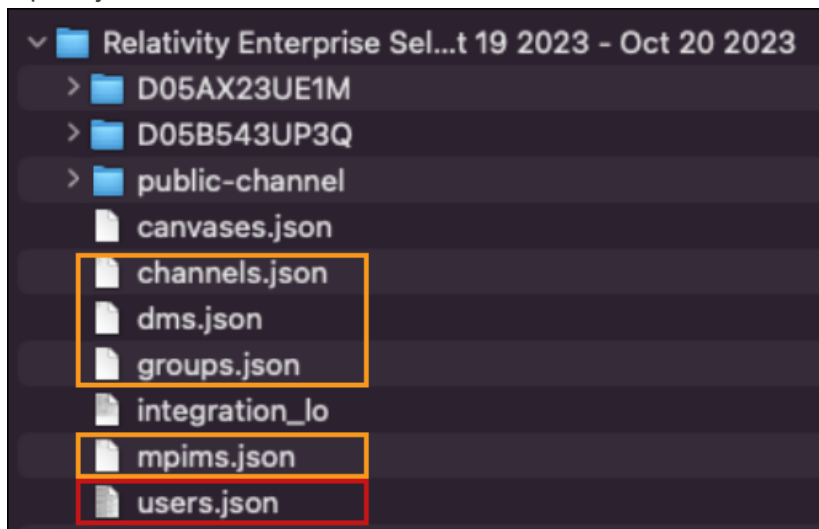 Relativity Enterprise Sel...t 19 2023 - Oct 20 2023
D05AX23UE1M
D05B543UP3Q
public-channel
canvases.json
channels.json
dms.json
groups.json
integration_lo
mpims.json
users.json